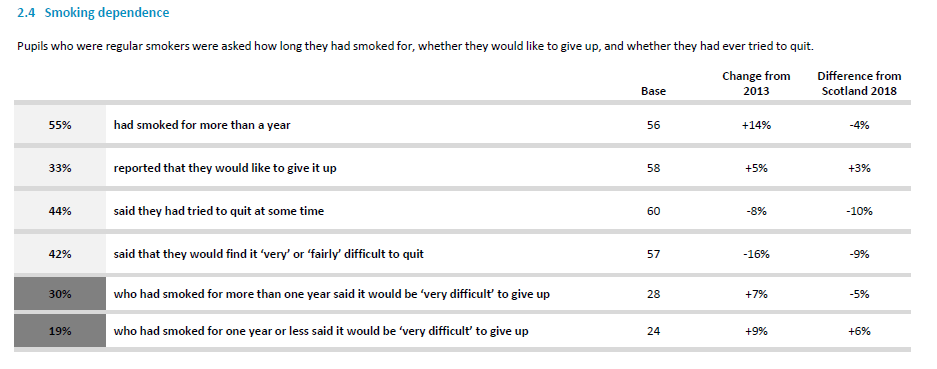 2.4 Smoking dependence
Pupils who were regular smokers were asked how long they had smoked for, whether they would like to give up, and whether they had ever tried to quit.
Base Change from 2013 Difference from Scotland 2018
55% had smoked for more than a year 56 +14% -4%
33% reported that they would like to give it up 58 +5% +3%
44% said they had tried to quit at some time 60 -8% -10%
42% said that they would find it ‘very’ or ‘fairly’ difficult to quit 57 -16% -9%
30% who had smoked for more than one year said it would be ‘very difficult’ to give up 28 +7% -5%
19% who had smoked for one year or less said it would be ‘very difficult’ to give up 24 +9% +6%